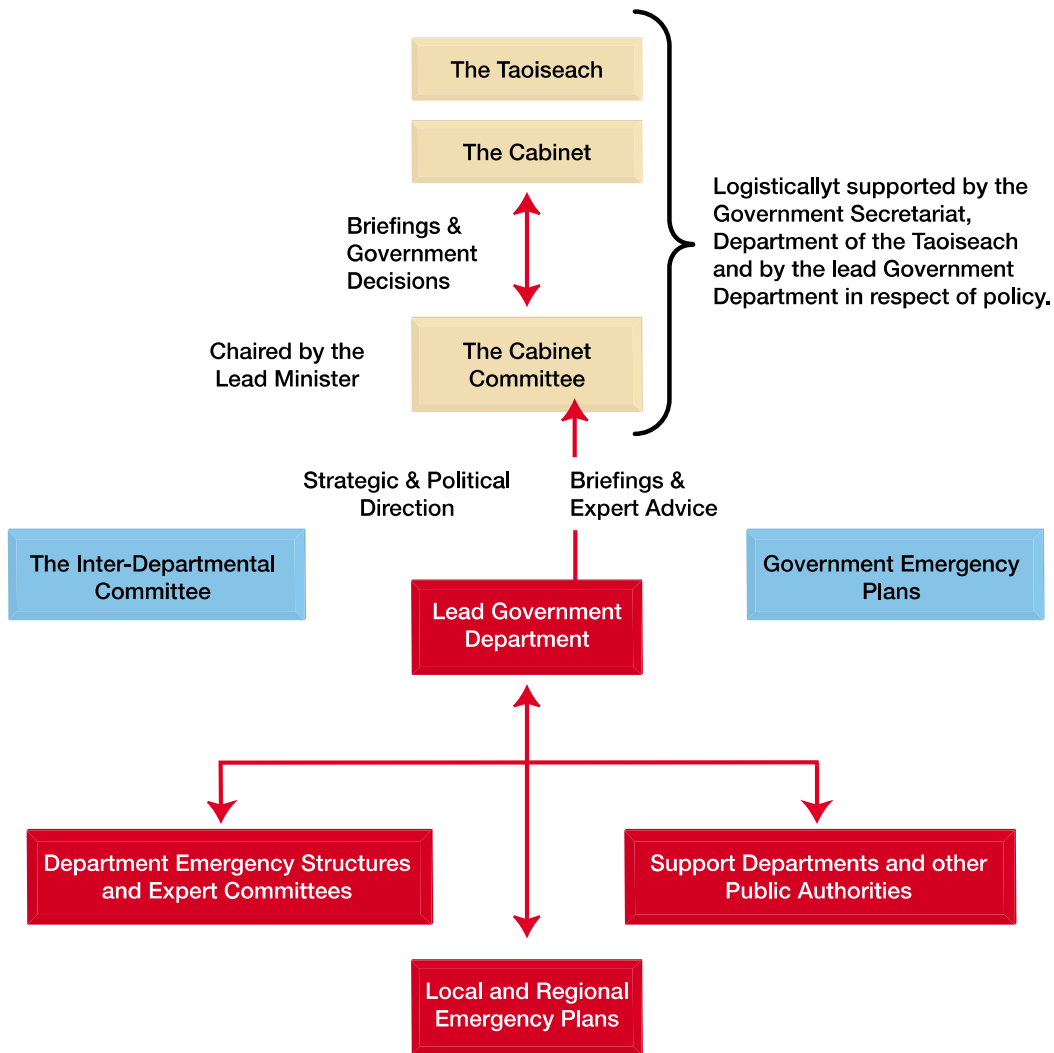 The Taoiseach
The Cabinet
Briefings &
Government
Decisions
Logisticallyt supported by the
Government Secretariat,
Department of the Taoiseach
and by the lead Government
Department in respect of policy.
Chaired by the
Lead Minister
The Cabinet
Committee
Strategic & Political
Direction
Briefings &
Expert Advice
The Inter-Departmental
Committee
Government Emergency
Plans
Lead Government
Department
Department Emergency Structures
and Expert Committees
Support Departments and other
Public Authorities
Local and Regional
Emergency Plans